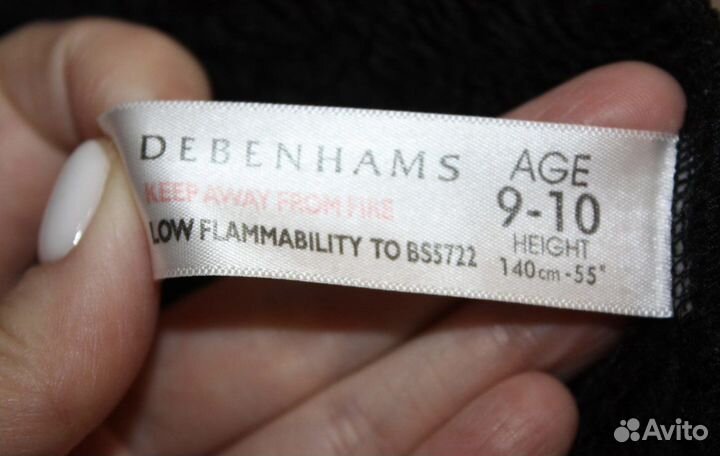 DEBENHAMS
KEEP AWAY FROM FIRE
LOW FLAMMABILITY TO BS5722
AGE
9-10
HEIGHT
140cm-55"
Avito